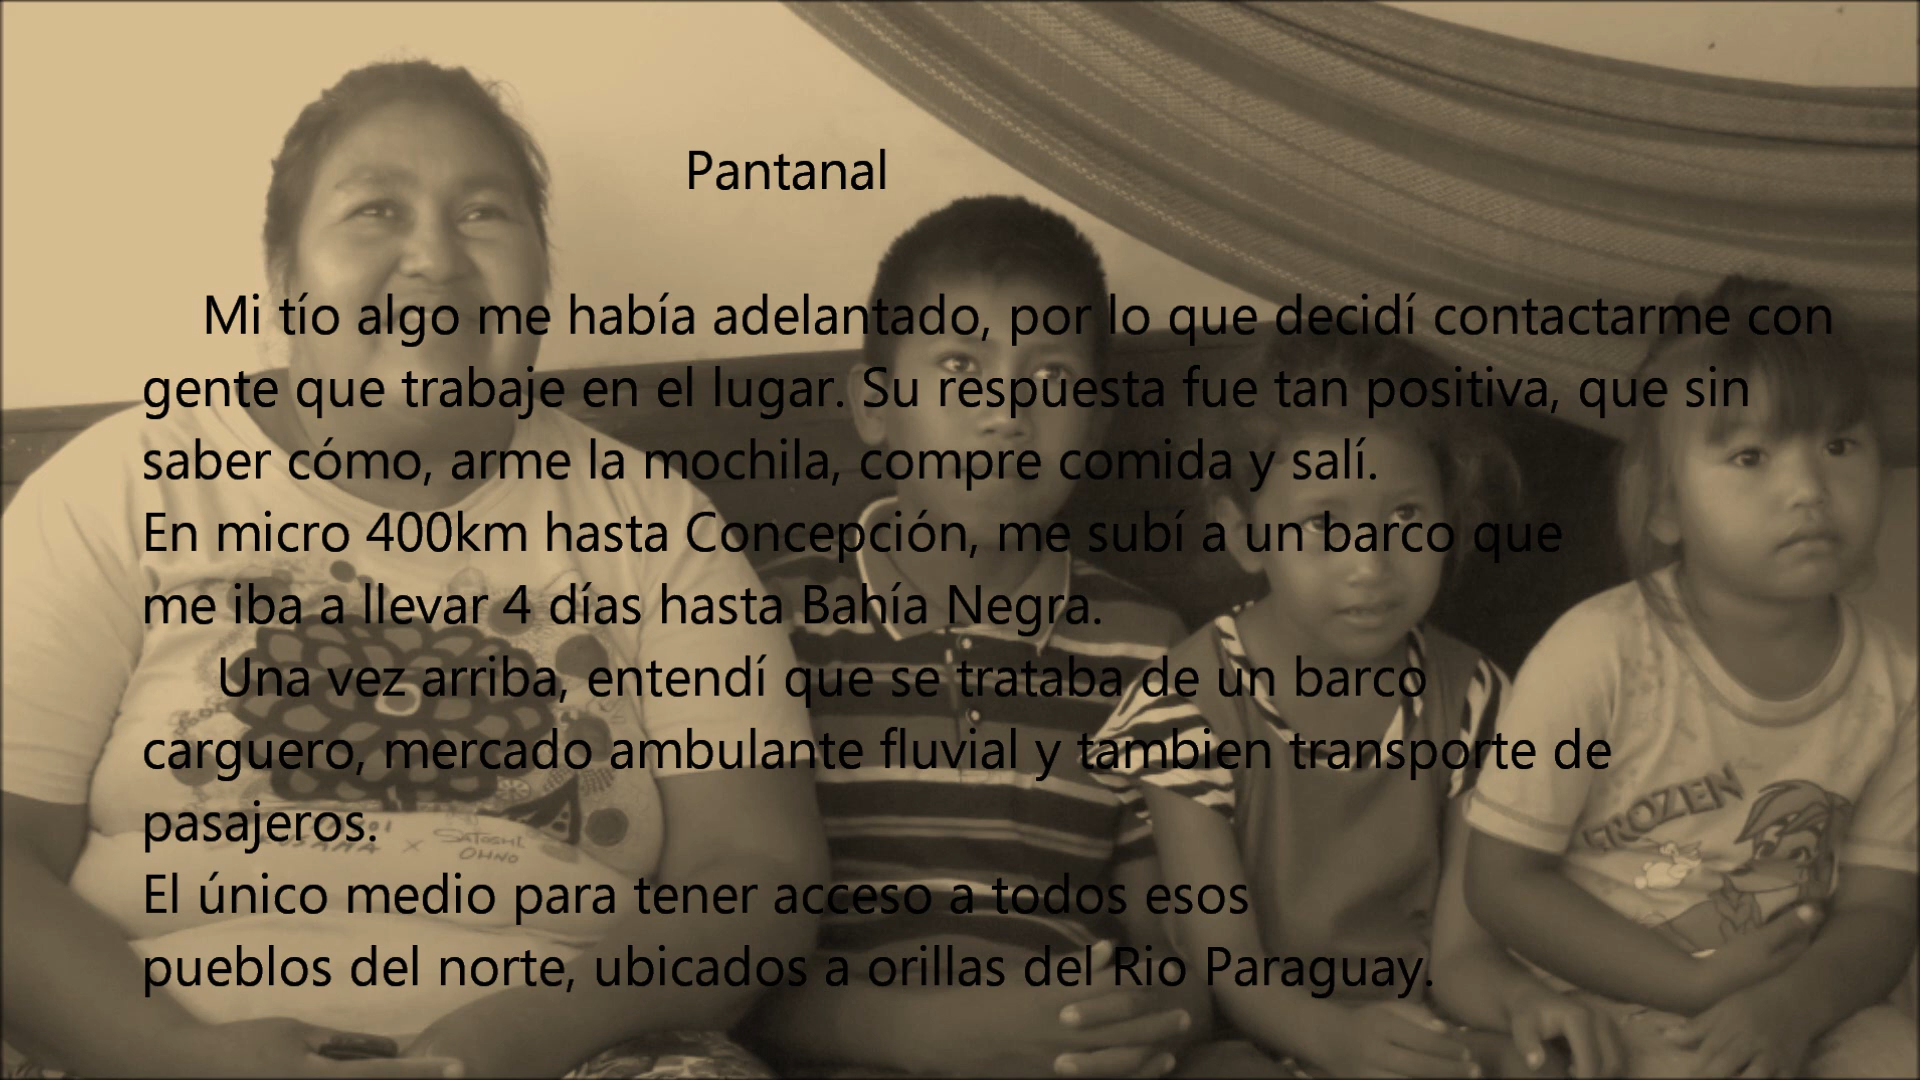 Pantanal
Mi tío algo me había adelantado, por lo que decidí contactarme con
gente que trabaje en el lugar. Su respuesta fue tan positiva, que sin
saber cómo, arme la mochila, compre comida y salí.
En micro 400km hasta Concepción, me subí a un barco que
me iba a llevar 4 días hasta Bahía Negra.
Una vez arriba, entendí que se trataba de un barco
carguero, mercado ambulante fluvial y tambien transporte de
pasajeros.
SATOSHI
OHNO
FROZEN
El único medio para tener acceso a todos esos
pueblos del norte, ubicados a orillas del Rio Paraguay.